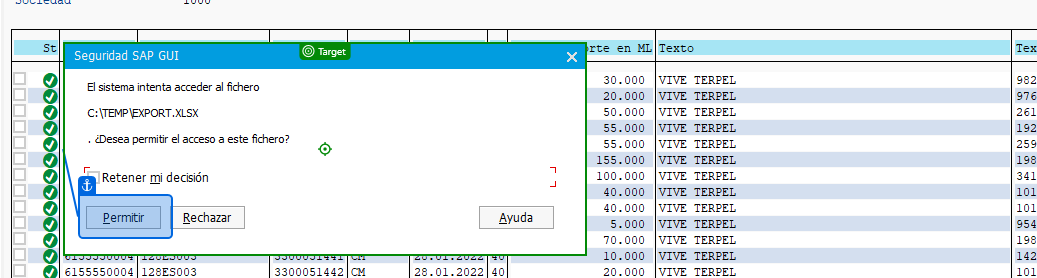 Sociedad 1000
St orte en ML Texto Tex
Target
Seguridad SAP GUI
El sistema intenta acceder al fichero
C:\TEMP\EXPORT.XLSX
. ¿Desea permitir el acceso a este fichero?
Retener mi decisión
Permitir Rechazar Ayuda
30.000 VIVE TERPEL 982
20.000 VIVE TERPEL 976
50.000 VIVE TERPEL 261
55.000 VIVE TERPEL 192
55.000 VIVE TERPEL 259
155.000 VIVE TERPEL 198
100.000 VIVE TERPEL 341
40.000 VIVE TERPEL 101
40.000 VIVE TERPEL 101
5.000 VIVE TERPEL 954
70.000 VIVE TERPEL 198
6155550004 128ES003 3300051441 CM 28.01.2022 40 10.000 VIVE TERPEL 142
6155550004 128ES003 3300051442 CM 28.01.2022 40 20.000 VIVE TERPEL 101